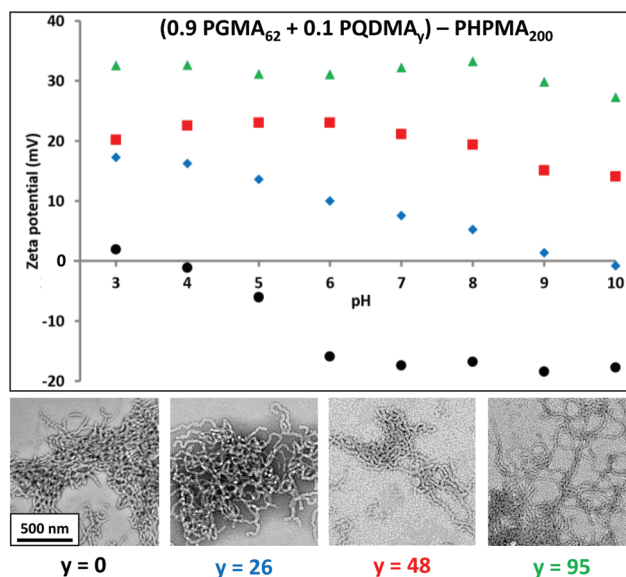 (0.9 PGMA₆₂ + 0.1 PQDMAᵧ) – PHPMA₂₀₀
Zeta potential (mV)
40
30
20
10
0
-10
-20
3 4 5 6 7 8 9 10
pH
500 nm
y = 0 y = 26 y = 48 y = 95